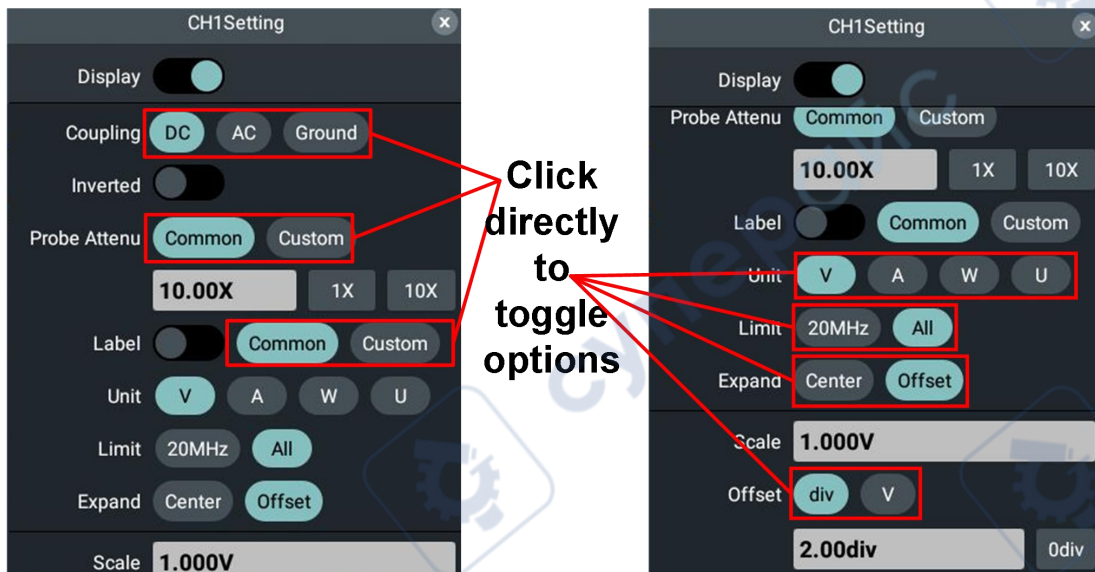 CH1Setting
x
Display
Coupling DC AC Ground
Inverted
Probe Attenu Common Custom
10.00X 1X 10X
Label Common Custom
Unit V A W U
Limit 20MHz All
Expand Center Offset
Scale 1.000V
Click
directly
to
toggle
options
CH1Setting
x
Display
Probe Attenu Common Custom
10.00X 1X 10X
Label Common Custom
Unit V A W U
Limit 20MHz All
Expand Center Offset
Scale 1.000V
Offset div V
2.00div 0div
суперайс